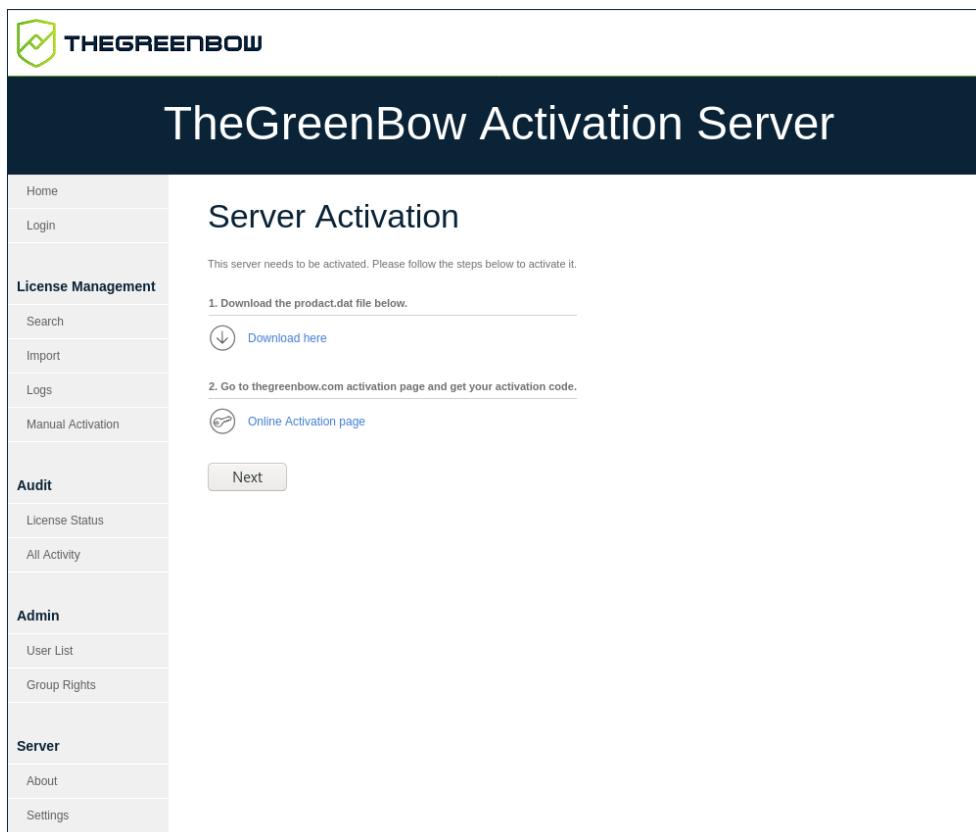 THEGREENBOW
TheGreenBow Activation Server
Home
Login
License Management
Search
Import
Logs
Manual Activation
Audit
License Status
All Activity
Admin
User List
Group Rights
Server
About
Settings
Server Activation
This server needs to be activated. Please follow the steps below to activate it.
1. Download the prodact.dat file below.
Download here
2. Go to thegreenbow.com activation page and get your activation code.
Online Activation page
Next